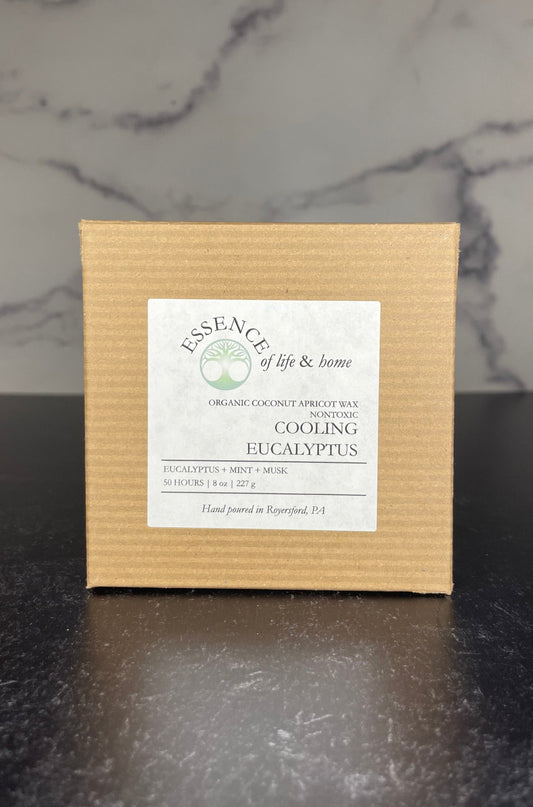 ESSENCE
of life & home
ORGANIC COCONUT APRICOT WAX
NONTOXIC
COOLING
EUCALYPTUS
EUCALYPTUS + MINT + MUSK
50 HOURS | 8 oz | 227 g
Hand poured in Royersford, PA